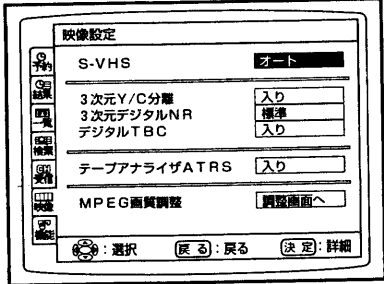 映像設定
予約
結果
一覧
検索
受信
映像
機能
S-VHS オート
3次元Y/C分離 入り
3次元デジタルNR 標準
デジタルTBC 入り
テープアナライザATRS 入り
MPEG画質調整 調整画面へ
:選択 戻る:戻る 決定:詳細